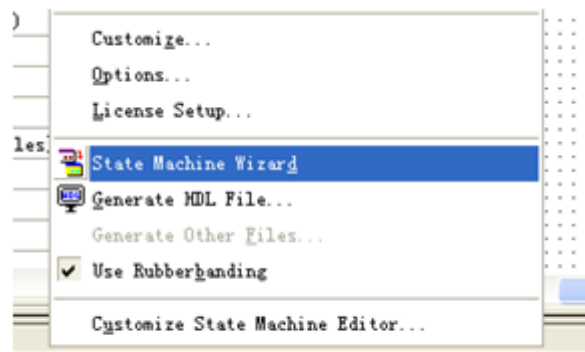 )
Customize...
Options...
License Setup...
les
State Machine Wizard
Generate HDL File...
Generate Other Files...
Use Rubberbanding
Customize State Machine Editor...